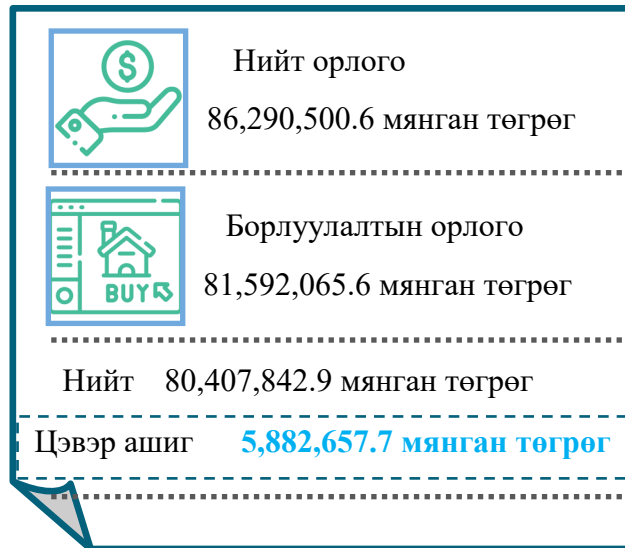 Нийт орлого
86,290,500.6 мянган төгрөг
Борлуулалтын орлого
BUY
81,592,065.6 мянган төгрөг
Нийт 80,407,842.9 мянган төгрөг
Цэвэр ашиг 5,882,657.7 мянган төгрөг